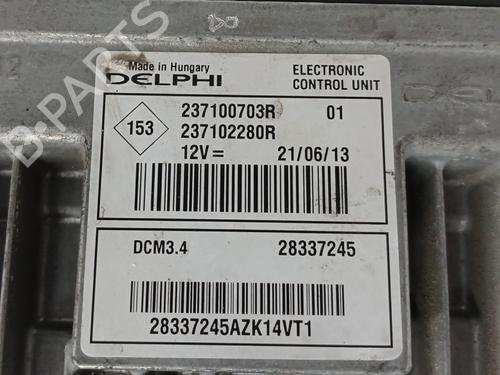 Made in Hungary
DELPHI
ELECTRONIC
CONTROL UNIT
153
237100703R 01
237102280R
12V= 21/06/13
DCM3.4 28337245
28337245AZK14VT1
DELPHI
B-PARTS